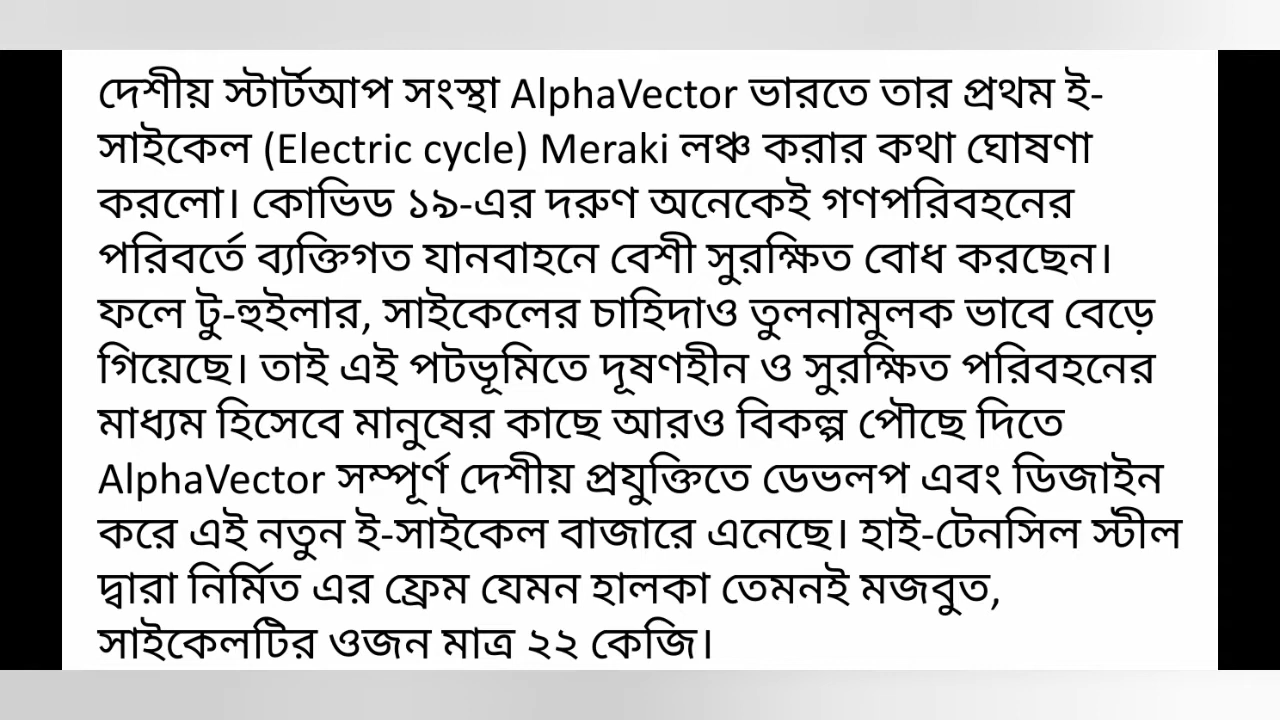 দেশীয় স্টার্টআপ সংস্থা AlphaVector ভারতে তার প্রথম ই-
সাইকেল (Electric cycle) Meraki লঞ্চ করার কথা ঘোষণা
করলো। কোভিড ১৯-এর দরুণ অনেকেই গণপরিবহনের
পরিবর্তে ব্যক্তিগত যানবাহনে বেশী সুরক্ষিত বোধ করছেন।
ফলে টু-হুইলার, সাইকেলের চাহিদাও তুলনামুলক ভাবে বেড়ে
গিয়েছে। তাই এই পটভূমিতে দূষণহীন ও সুরক্ষিত পরিবহনের
মাধ্যম হিসেবে মানুষের কাছে আরও বিকল্প পৌছে দিতে
AlphaVector সম্পূর্ণ দেশীয় প্রযুক্তিতে ডেভলপ এবং ডিজাইন
করে এই নতুন ই-সাইকেল বাজারে এনেছে। হাই-টেনসিল স্টীল
দ্বারা নির্মিত এর ফ্রেম যেমন হালকা তেমনই মজবুত,
সাইকেলটির ওজন মাত্র ২২ কেজি।